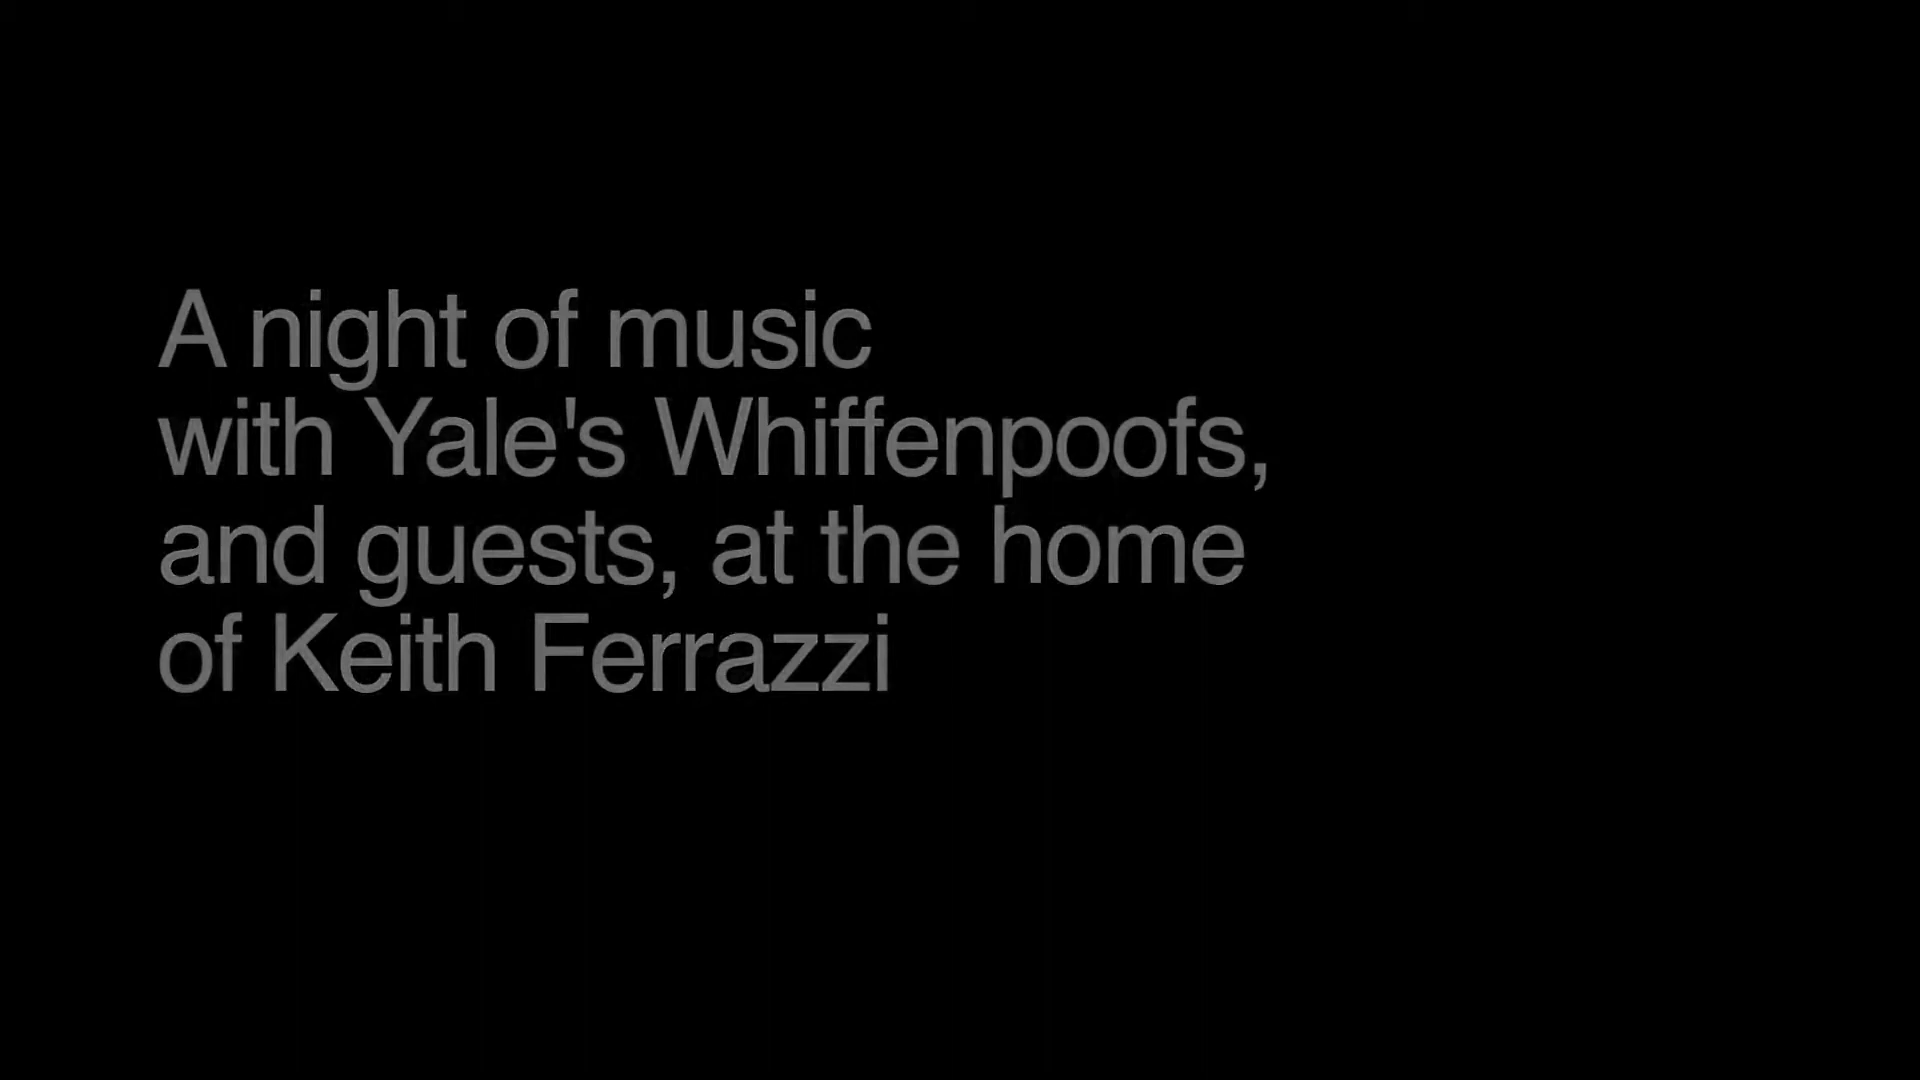 A night of music
with Yale's Whiffenpoofs,
and guests, at the home
of Keith Ferrazzi